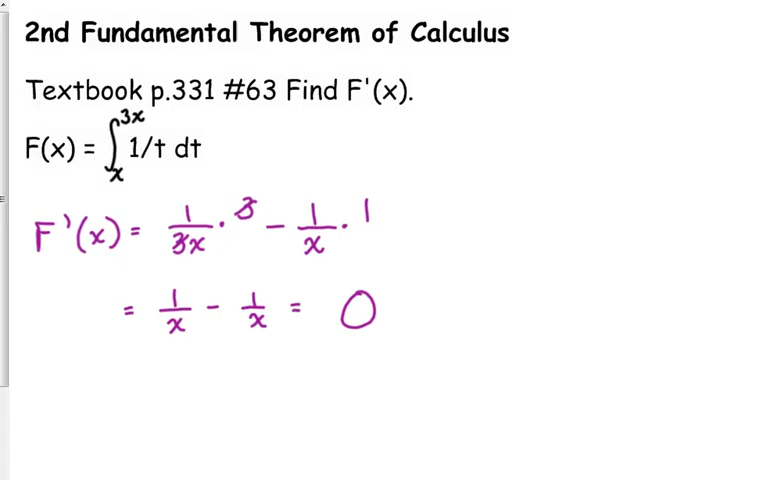 2nd Fundamental Theorem of Calculus
Textbook p.331 #63 Find F'(x).
F(x) = ∫ₓ³ˣ 1/t dt
F'(x) = 1/3x · 3 − 1/x · 1
= 1/x − 1/x = 0